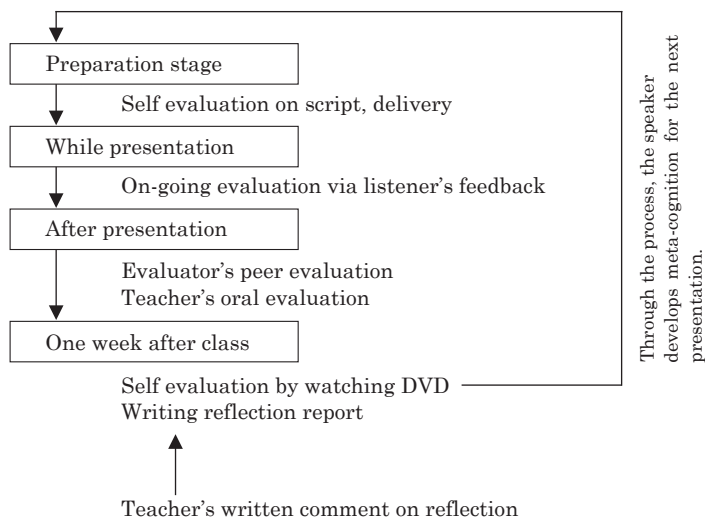 Preparation stage
Self evaluation on script, delivery
While presentation
On-going evaluation via listener's feedback
After presentation
Evaluator's peer evaluation
Teacher's oral evaluation
One week after class
Self evaluation by watching DVD
Writing reflection report
Teacher's written comment on reflection
Through the process, the speaker
develops meta-cognition for the next
presentation.